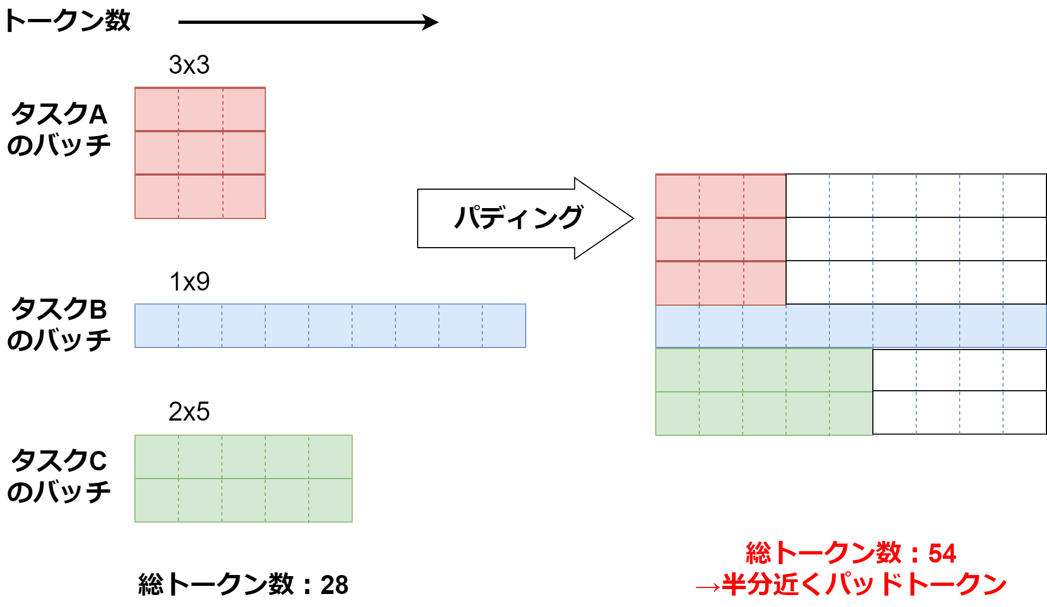 トークン数
3x3
タスクA
のバッチ
パディング
1x9
タスクB
のバッチ
2x5
タスクC
のバッチ
総トークン数：28
総トークン数：54
→半分近くパッドトークン